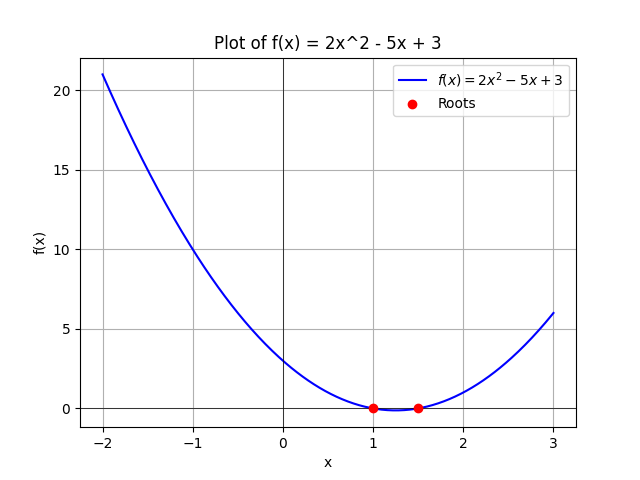 Plot of f(x) = 2x^2 - 5x + 3
f(x) = 2x² − 5x + 3
Roots
20
15
10
5
0
f(x)
−2
−1
0
1
2
3
x